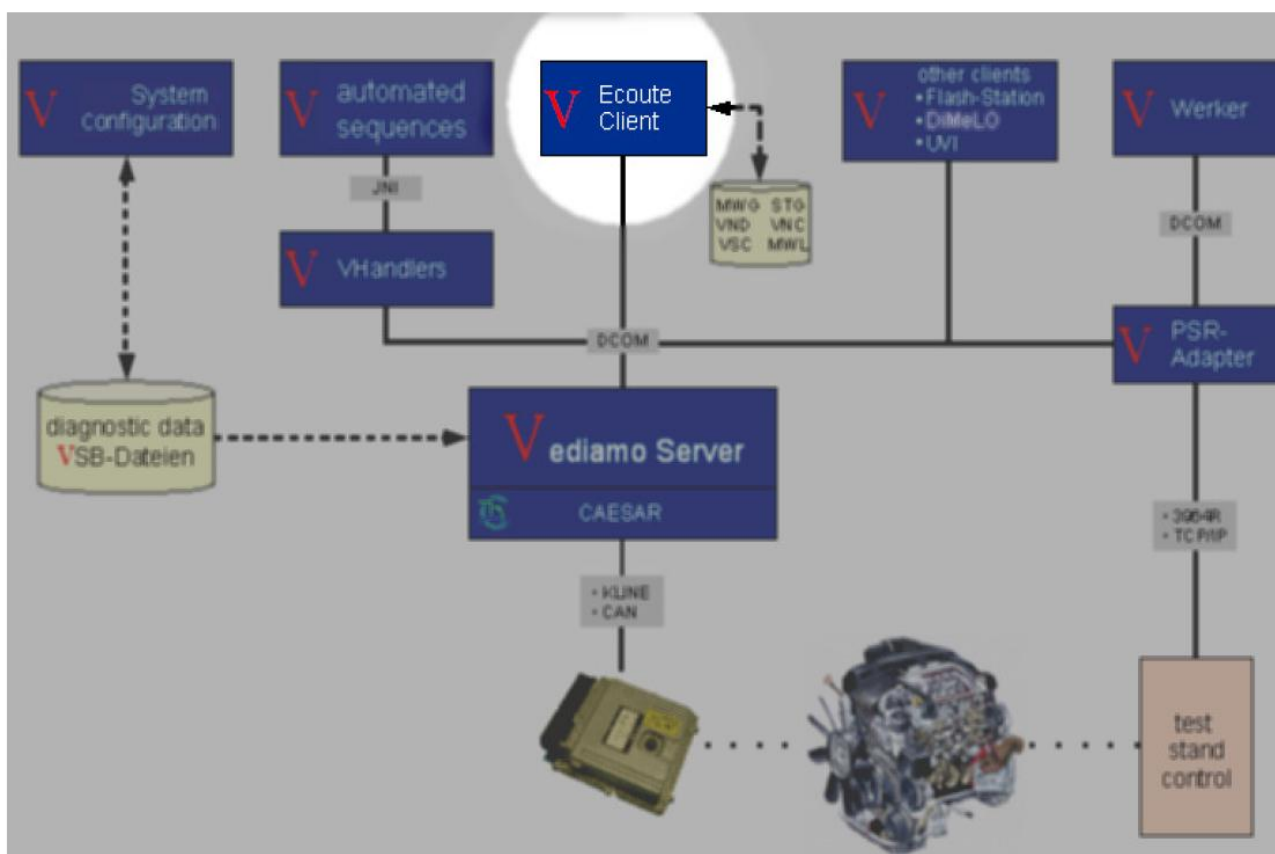 V System
configuration
V automated
sequences
V Ecoute
Client
V other clients
• Flash-Station
• DiMeLO
• UVI
V Werker
JNI
MWG STG
VND VNC
VSC MWL
DCOM
V VHandlers
DCOM
V PSR-
Adapter
diagnostic data
VSB-Dateien
Vediamo Server
CAESAR
• 3964R
• TCP/IP
• KLINE
• CAN
test
stand
control